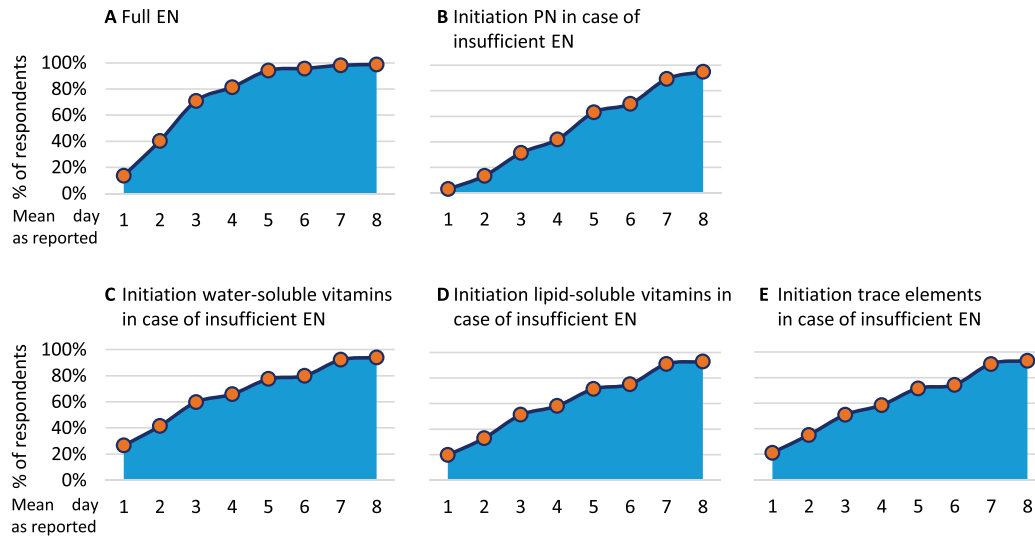 A Full EN
B Initiation PN in case of
insufficient EN
% of respondents
100%
80%
60%
40%
20%
0%
Mean day
as reported
1 2 3 4 5 6 7 8
1 2 3 4 5 6 7 8
C Initiation water-soluble vitamins
in case of insufficient EN
D Initiation lipid-soluble vitamins in
case of insufficient EN
E Initiation trace elements
in case of insufficient EN
% of respondents
100%
80%
60%
40%
20%
0%
Mean day
as reported
1 2 3 4 5 6 7 8
1 2 3 4 5 6 7 8
1 2 3 4 5 6 7 8